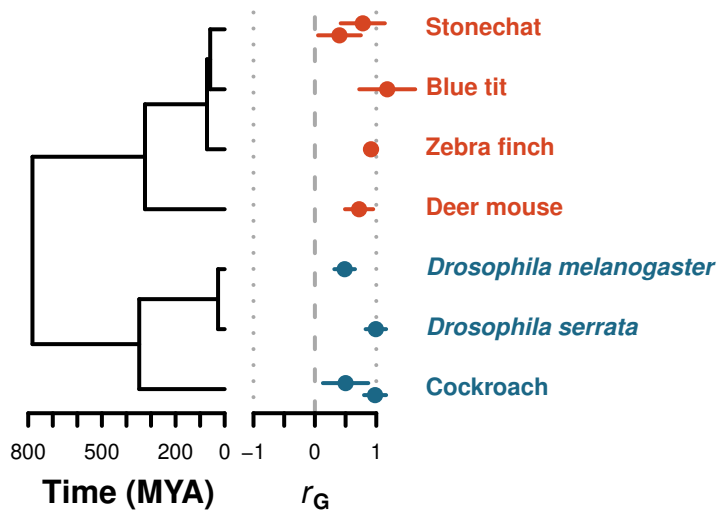 Stonechat
Blue tit
Zebra finch
Deer mouse
Drosophila melanogaster
Drosophila serrata
Cockroach
800 500 200 0 −1 0 1
Time (MYA) rG